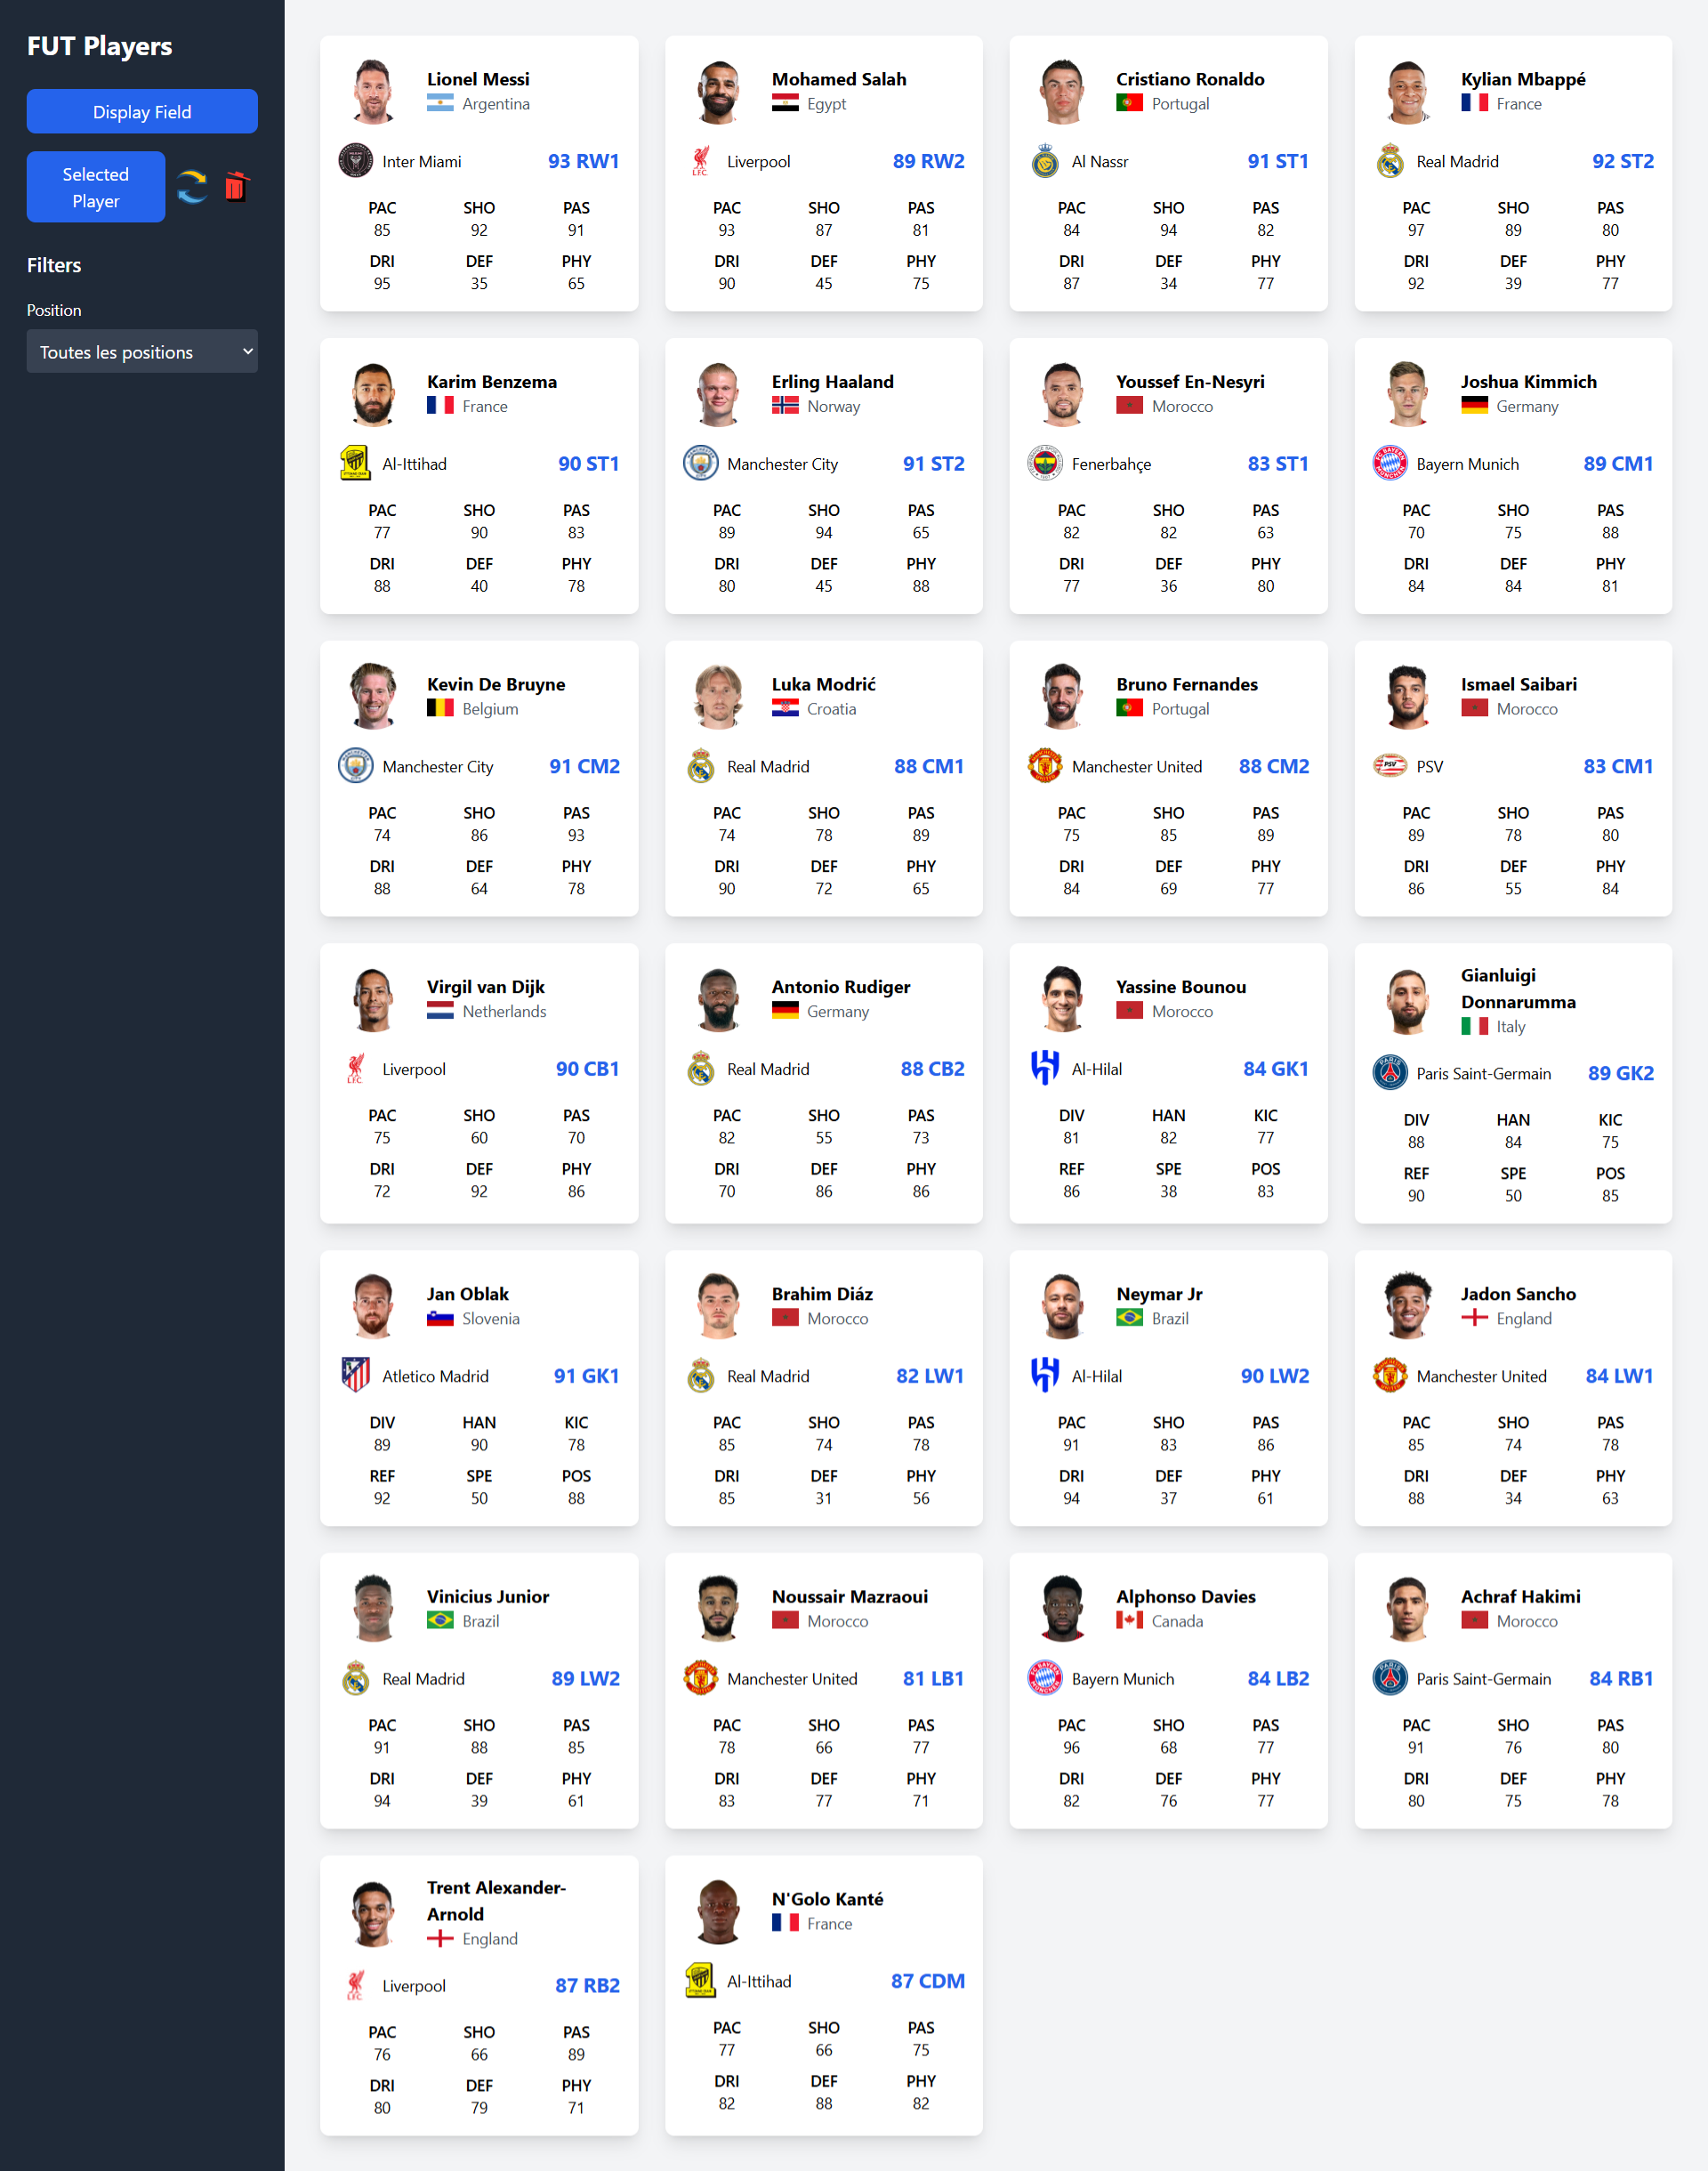 FUT Players
Display Field
Selected
Player
Filters
Position
Toutes les positions
Lionel Messi
Argentina
Inter Miami 93 RW1
PAC SHO PAS
85 92 91
DRI DEF PHY
95 35 65
Mohamed Salah
Egypt
Liverpool 89 RW2
PAC SHO PAS
93 87 81
DRI DEF PHY
90 45 75
Cristiano Ronaldo
Portugal
Al Nassr 91 ST1
PAC SHO PAS
84 94 82
DRI DEF PHY
87 34 77
Kylian Mbappé
France
Real Madrid 92 ST2
PAC SHO PAS
97 89 80
DRI DEF PHY
92 39 77
Karim Benzema
France
Al-Ittihad 90 ST1
PAC SHO PAS
77 90 83
DRI DEF PHY
88 40 78
Erling Haaland
Norway
Manchester City 91 ST2
PAC SHO PAS
89 94 65
DRI DEF PHY
80 45 88
Youssef En-Nesyri
Morocco
Fenerbahçe 83 ST1
PAC SHO PAS
82 82 63
DRI DEF PHY
77 36 80
Joshua Kimmich
Germany
Bayern Munich 89 CM1
PAC SHO PAS
70 75 88
DRI DEF PHY
84 84 81
Kevin De Bruyne
Belgium
Manchester City 91 CM2
PAC SHO PAS
74 86 93
DRI DEF PHY
88 64 78
Luka Modrić
Croatia
Real Madrid 88 CM1
PAC SHO PAS
74 78 89
DRI DEF PHY
90 72 65
Bruno Fernandes
Portugal
Manchester United 88 CM2
PAC SHO PAS
75 85 89
DRI DEF PHY
84 69 77
Ismael Saibari
Morocco
PSV 83 CM1
PAC SHO PAS
89 78 80
DRI DEF PHY
86 55 84
Virgil van Dijk
Netherlands
Liverpool 90 CB1
PAC SHO PAS
75 60 70
DRI DEF PHY
72 92 86
Antonio Rudiger
Germany
Real Madrid 88 CB2
PAC SHO PAS
82 55 73
DRI DEF PHY
70 86 86
Yassine Bounou
Morocco
Al-Hilal 84 GK1
DIV HAN KIC
81 82 77
REF SPE POS
86 38 83
Gianluigi
Donnarumma
Italy
Paris Saint-Germain 89 GK2
DIV HAN KIC
88 84 75
REF SPE POS
90 50 85
Jan Oblak
Slovenia
Atletico Madrid 91 GK1
DIV HAN KIC
89 90 78
REF SPE POS
92 50 88
Brahim Diáz
Morocco
Real Madrid 82 LW1
PAC SHO PAS
85 74 78
DRI DEF PHY
85 31 56
Neymar Jr
Brazil
Al-Hilal 90 LW2
PAC SHO PAS
91 83 86
DRI DEF PHY
94 37 61
Jadon Sancho
England
Manchester United 84 LW1
PAC SHO PAS
85 74 78
DRI DEF PHY
88 34 63
Vinicius Junior
Brazil
Real Madrid 89 LW2
PAC SHO PAS
91 88 85
DRI DEF PHY
94 39 61
Noussair Mazraoui
Morocco
Manchester United 81 LB1
PAC SHO PAS
78 66 77
DRI DEF PHY
83 77 71
Alphonso Davies
Canada
Bayern Munich 84 LB2
PAC SHO PAS
96 68 77
DRI DEF PHY
82 76 77
Achraf Hakimi
Morocco
Paris Saint-Germain 84 RB1
PAC SHO PAS
91 76 80
DRI DEF PHY
80 75 78
Trent Alexander-
Arnold
England
Liverpool 87 RB2
PAC SHO PAS
76 66 89
DRI DEF PHY
80 79 71
N'Golo Kanté
France
Al-Ittihad 87 CDM
PAC SHO PAS
77 66 75
DRI DEF PHY
82 88 82